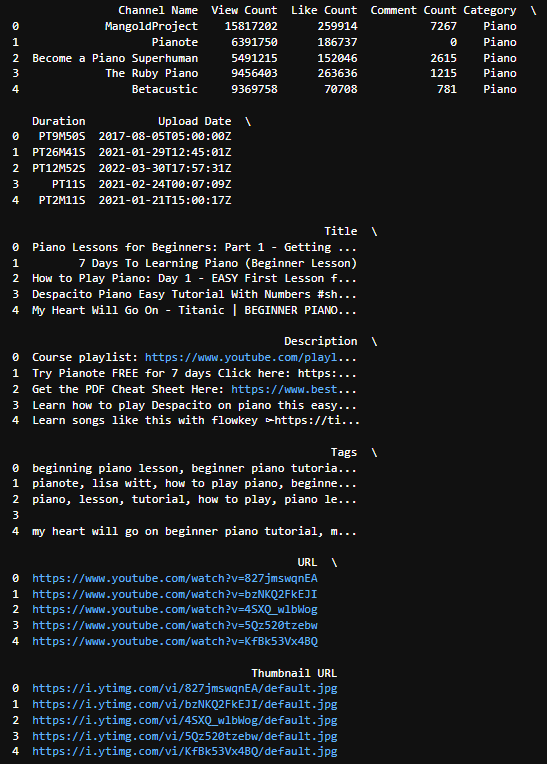 Channel Name  View Count  Like Count  Comment Count Category  \
0  MangoldProject  15817202  259914  7267  Piano
1  Pianote  6391750  186737  0  Piano
2  Become a Piano Superhuman  5491215  152046  2615  Piano
3  The Ruby Piano  9456403  263636  1215  Piano
4  Betacustic  9369758  70708  781  Piano
Duration  Upload Date  \
0  PT9M50S  2017-08-05T05:00:00Z
1  PT26M41S  2021-01-29T12:45:01Z
2  PT12M52S  2022-03-30T17:57:31Z
3  PT11S  2021-02-24T00:07:09Z
4  PT2M11S  2021-01-21T15:00:17Z
Title  \
0  Piano Lessons for Beginners: Part 1 - Getting ...
1  7 Days To Learning Piano (Beginner Lesson)
2  How to Play Piano: Day 1 - EASY First Lesson f...
3  Despacito Piano Easy Tutorial With Numbers #sh...
4  My Heart Will Go On - Titanic | BEGINNER PIANO...
Description  \
0  Course playlist: https://www.youtube.com/playl...
1  Try Pianote FREE for 7 days Click here: https:...
2  Get the PDF Cheat Sheet Here: https://www.best...
3  Learn how to play Despacito on piano this easy...
4  Learn songs like this with flowkey ➛https://ti...
Tags  \
0  beginning piano lesson, beginner piano tutoria...
1  pianote, lisa witt, how to play piano, beginne...
2  piano, lesson, tutorial, how to play, piano le...
3
4  my heart will go on beginner piano tutorial, m...
URL  \
0  https://www.youtube.com/watch?v=827jmswqnEA
1  https://www.youtube.com/watch?v=bzNKQ2FkEJI
2  https://www.youtube.com/watch?v=4SXQ_wlbWog
3  https://www.youtube.com/watch?v=5Qz520tzebw
4  https://www.youtube.com/watch?v=KfBk53Vx4BQ
Thumbnail URL
0  https://i.ytimg.com/vi/827jmswqnEA/default.jpg
1  https://i.ytimg.com/vi/bzNKQ2FkEJI/default.jpg
2  https://i.ytimg.com/vi/4SXQ_wlbWog/default.jpg
3  https://i.ytimg.com/vi/5Qz520tzebw/default.jpg
4  https://i.ytimg.com/vi/KfBk53Vx4BQ/default.jpg